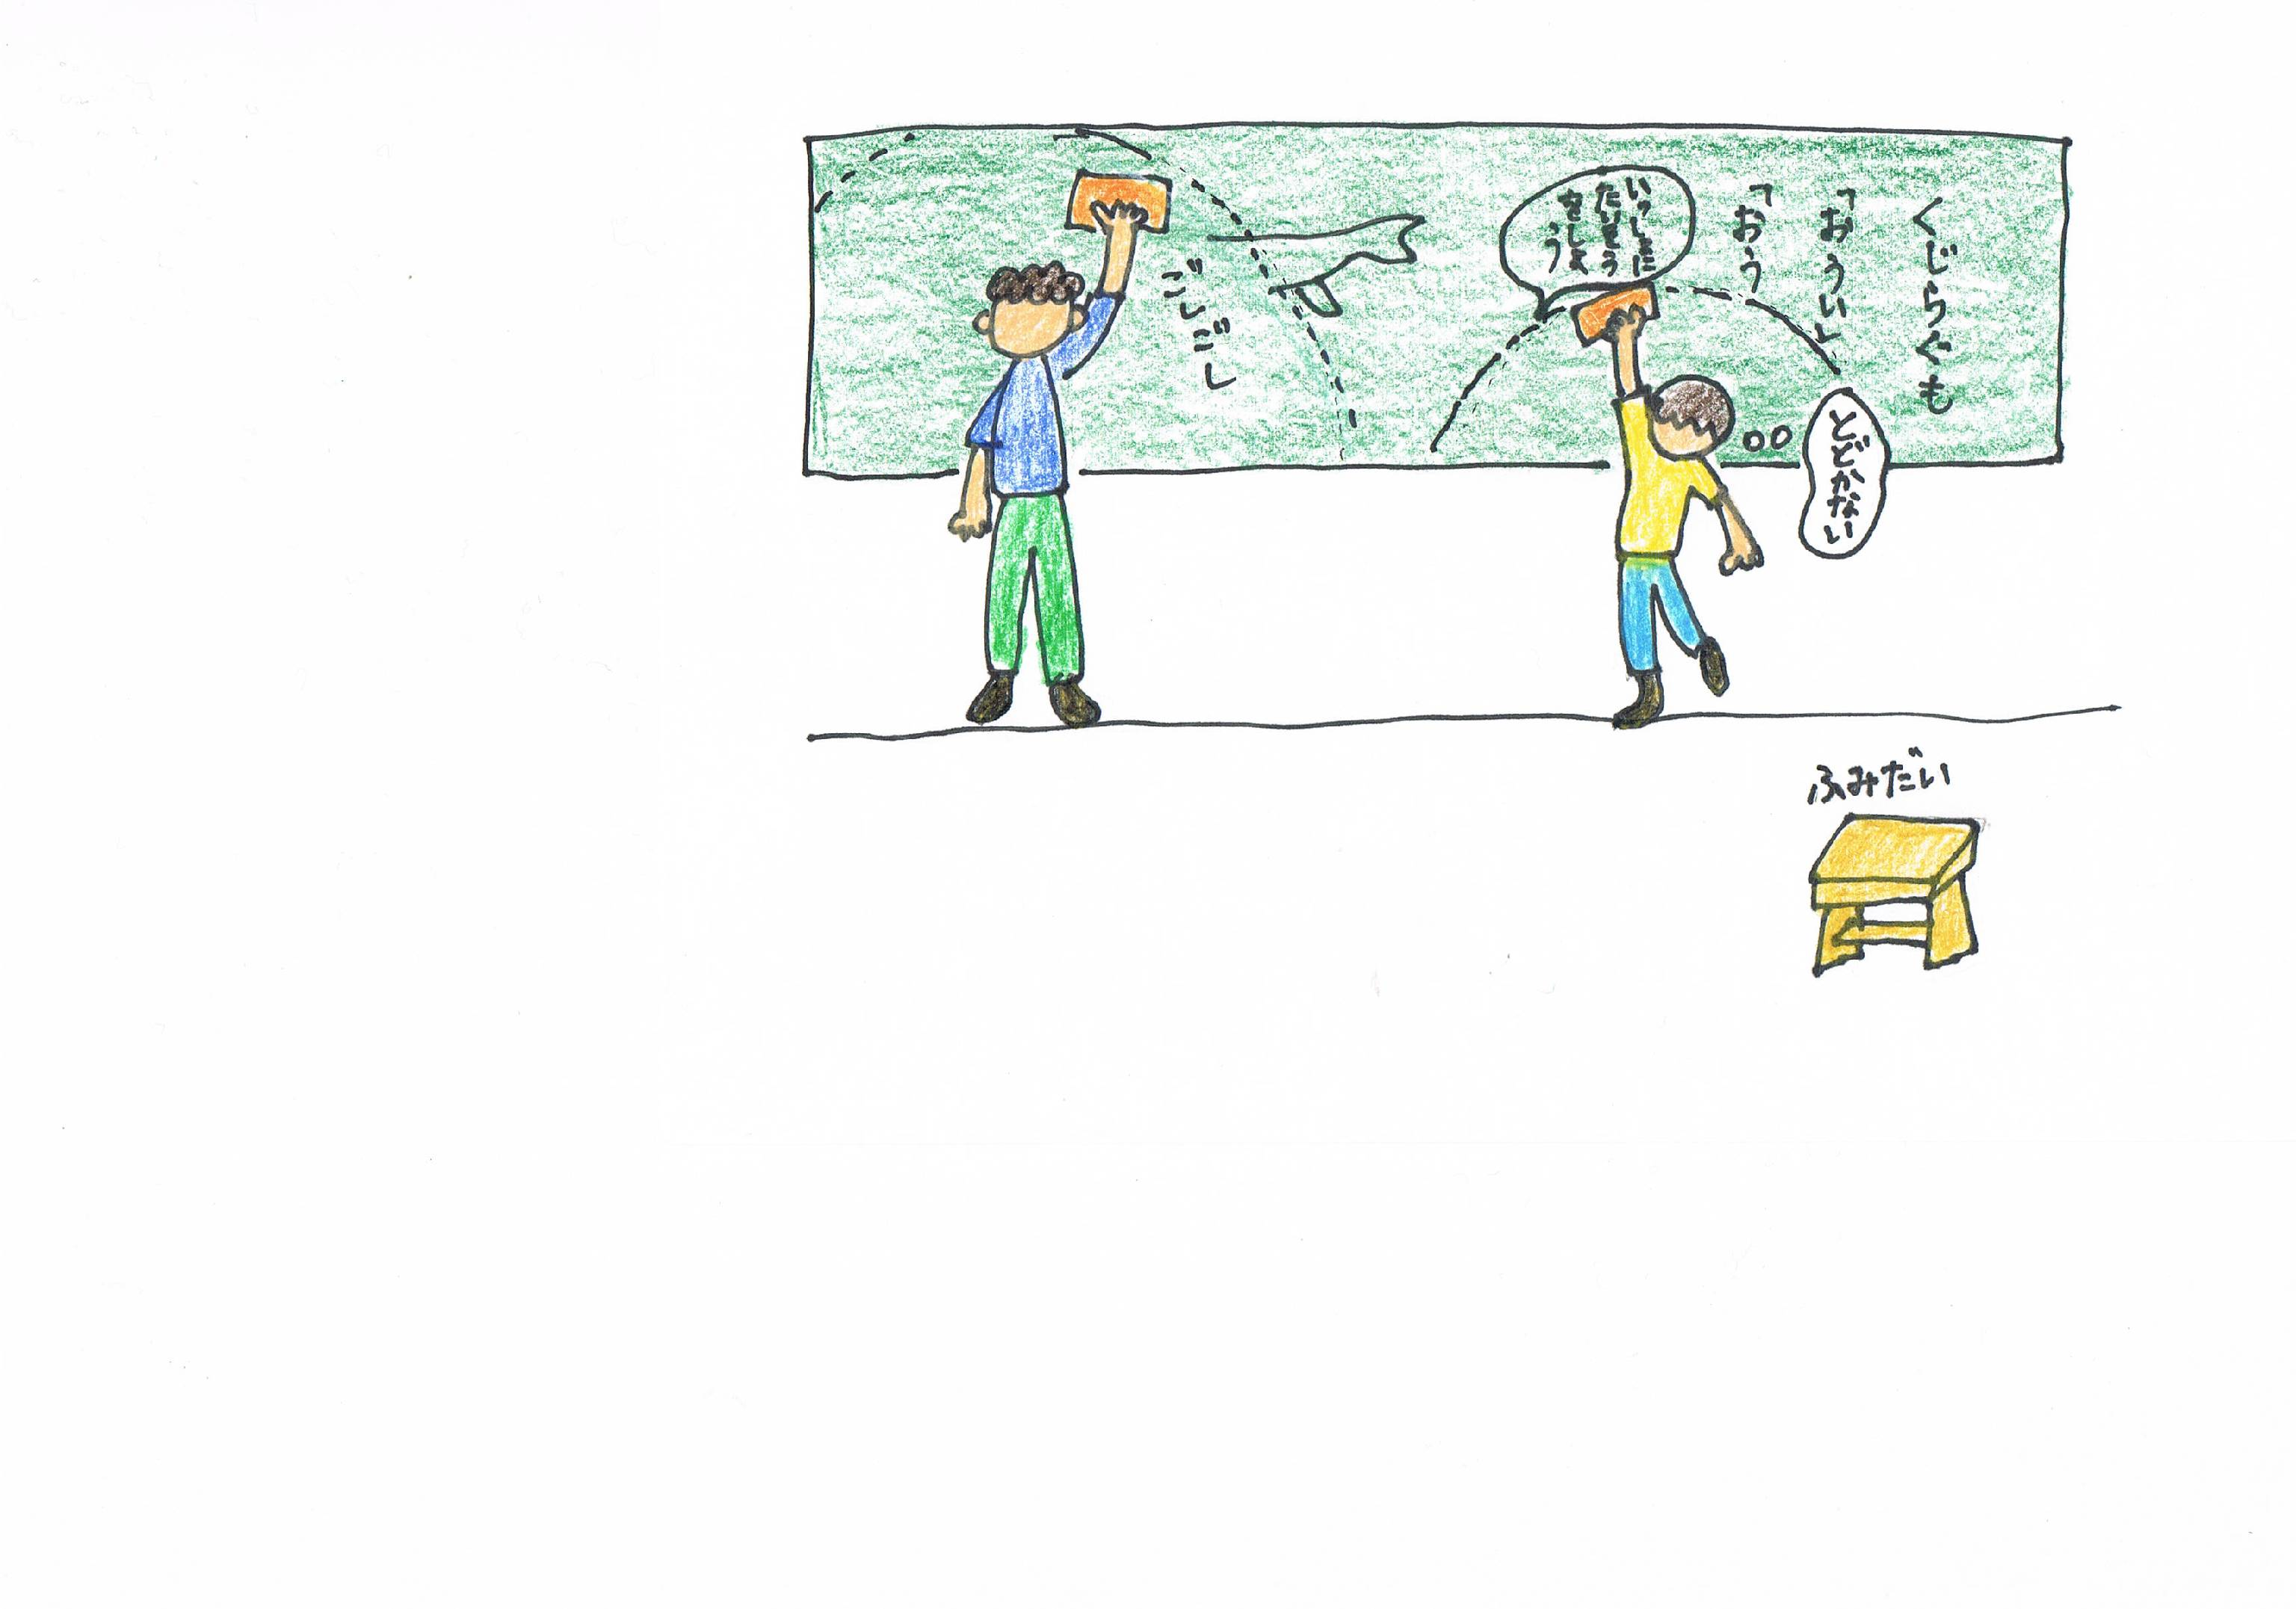 くじらぐも
「おうい」
「おう
いっしょに
たいそう
をしよ
う
とどかない
ごしごし
ふみだい